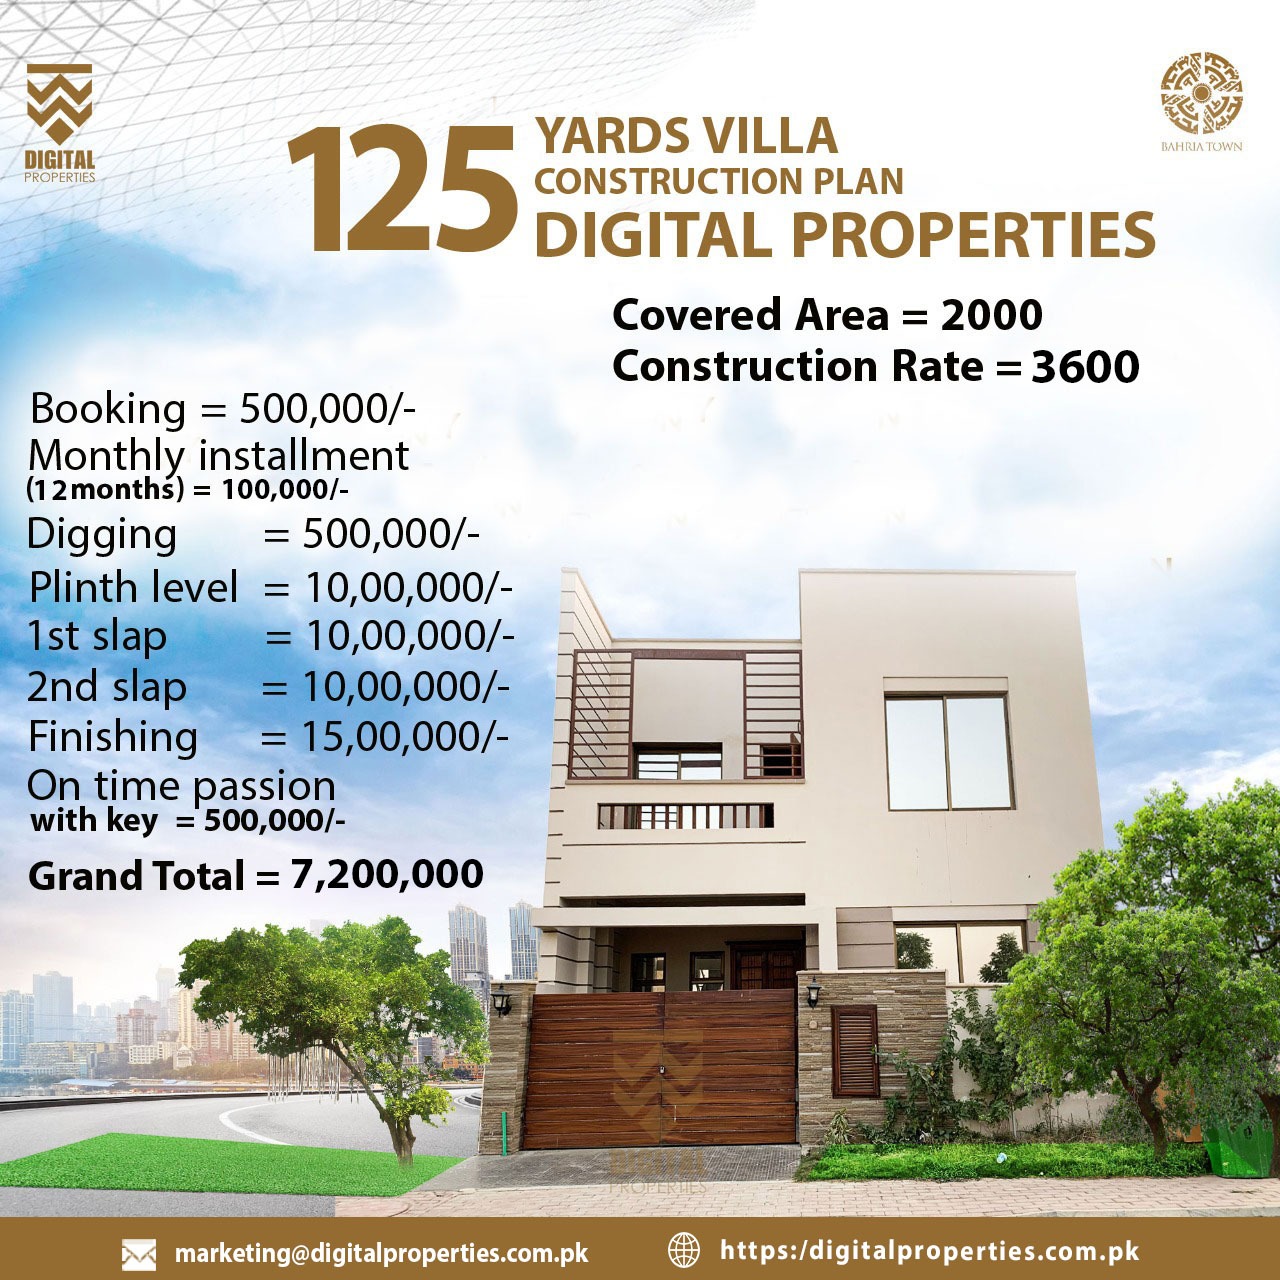 DIGITAL
PROPERTIES
BAHRIA TOWN
125
YARDS VILLA
CONSTRUCTION PLAN
DIGITAL PROPERTIES
Covered Area = 2000
Construction Rate = 3600
Booking = 500,000/-
Monthly installment
(12months) = 100,000/-
Digging = 500,000/-
Plinth level = 10,00,000/-
1st slap = 10,00,000/-
2nd slap = 10,00,000/-
Finishing = 15,00,000/-
On time passion
with key = 500,000/-
Grand Total = 7,200,000
DIGITAL
PROPERTIES
marketing@digitalproperties.com.pk
https:/digitalproperties.com.pk